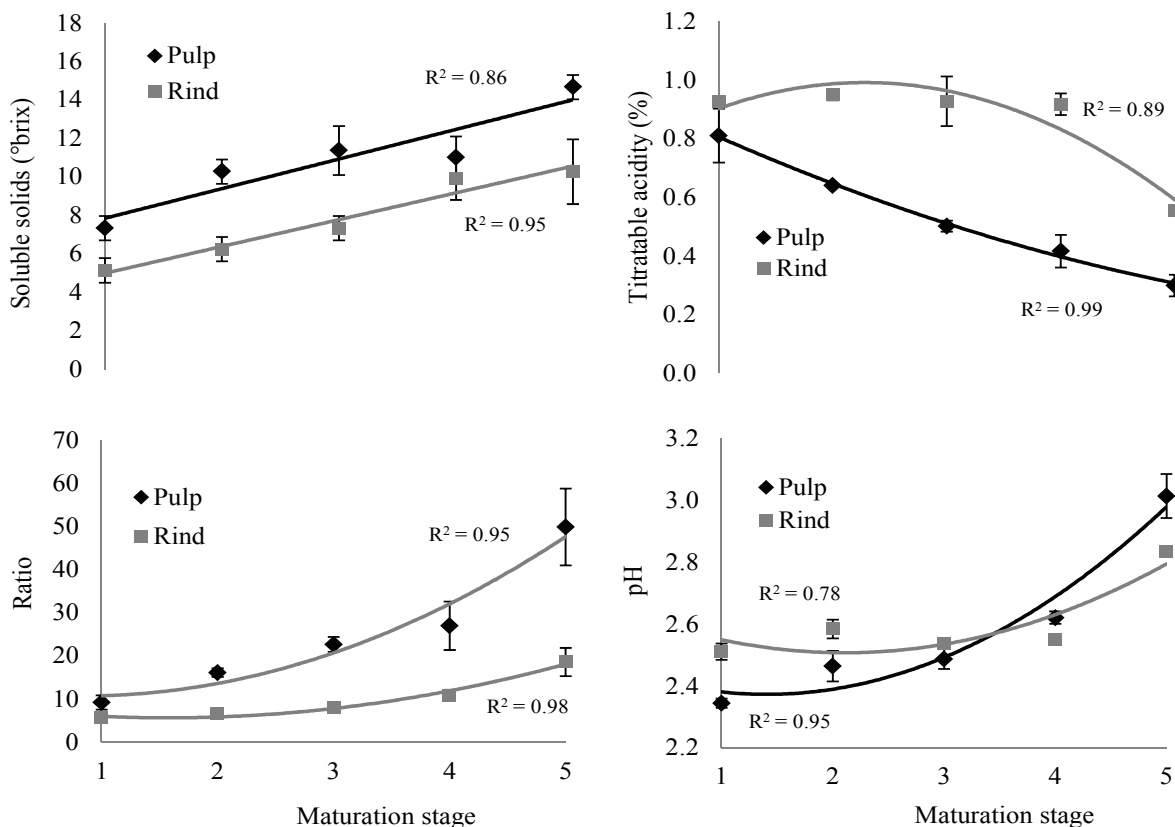 Soluble solids (°brix)
18
16
14
12
10
8
6
4
2
0
Pulp
Rind
R² = 0.86
R² = 0.95
Titratable acidity (%)
1.2
1.0
0.8
0.6
0.4
0.2
0.0
R² = 0.89
Pulp
Rind
R² = 0.99
Ratio
70
60
50
40
30
20
10
0
Pulp
Rind
R² = 0.95
R² = 0.98
1 2 3 4 5
Maturation stage
pH
3.2
3.0
2.8
2.6
2.4
2.2
Pulp
Rind
R² = 0.78
R² = 0.95
1 2 3 4 5
Maturation stage